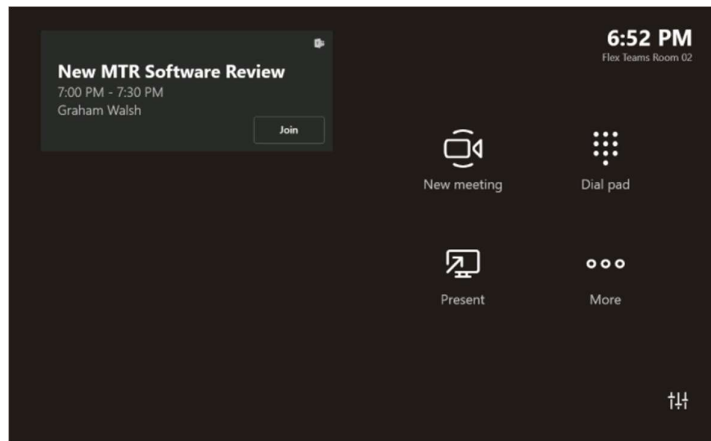 6:52 PM
Flex Teams Room 02
New MTR Software Review
7:00 PM - 7:30 PM
Graham Walsh
Join
New meeting
Dial pad
Present
More